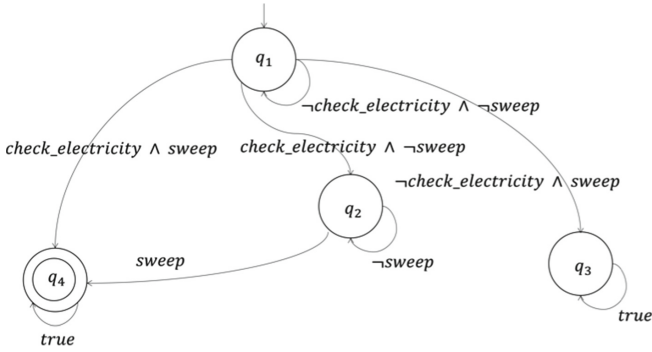 q₁
¬check_electricity ∧ ¬sweep
check_electricity ∧ sweep
check_electricity ∧ ¬sweep
¬check_electricity ∧ sweep
q₂
sweep
¬sweep
q₃
q₄
true
true